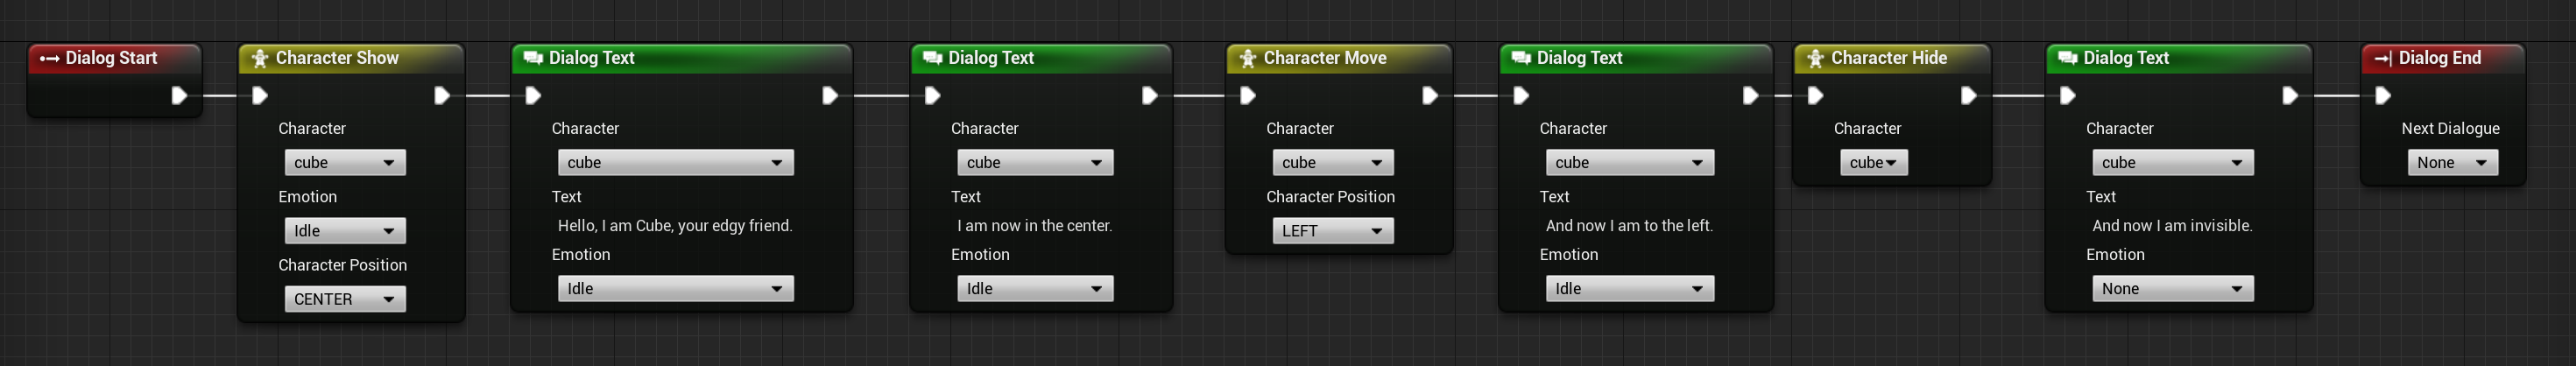 Dialog Start
Character Show
Character
cube
Emotion
Idle
Character Position
CENTER
Dialog Text
Character
cube
Text
Hello, I am Cube, your edgy friend.
Emotion
Idle
Dialog Text
Character
cube
Text
I am now in the center.
Emotion
Idle
Character Move
Character
cube
Character Position
LEFT
Dialog Text
Character
cube
Text
And now I am to the left.
Emotion
Idle
Character Hide
Character
cube
Dialog Text
Character
cube
Text
And now I am invisible.
Emotion
None
Dialog End
Next Dialogue
None